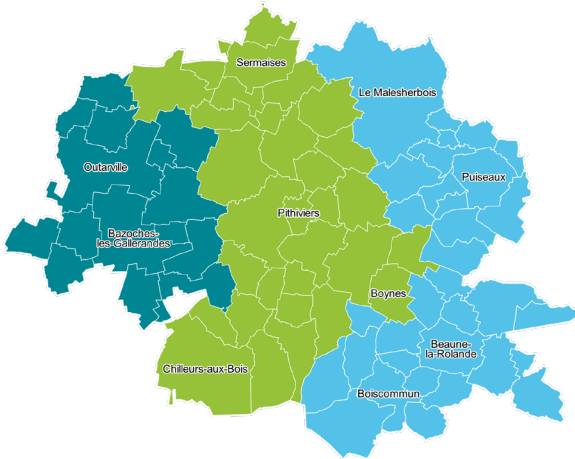 Sermaises
Le Malesherbois
Outarville
Puiseaux
Pithiviers
Bazoches-
les-Gallerandes
Boynes
Beaune-
la-Rolande
Chilleurs-aux-Bois
Boiscommun